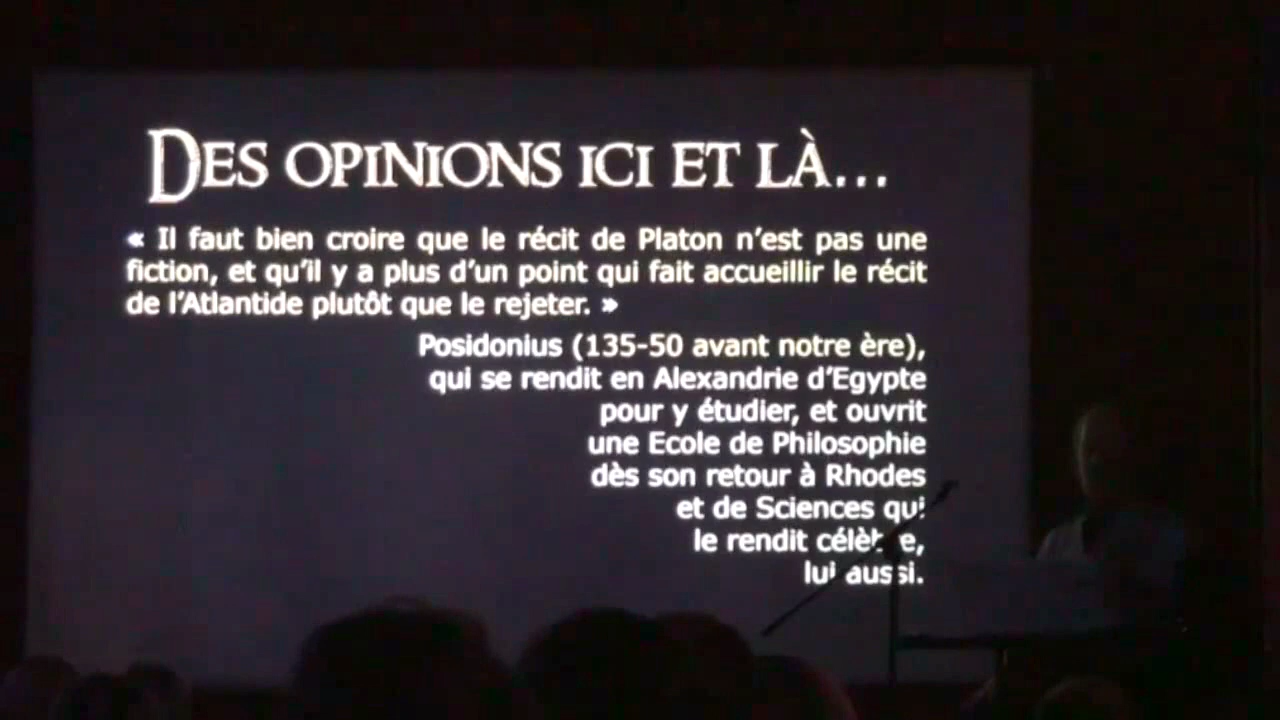 DES OPINIONS ICI ET LÀ...
« Il faut bien croire que le récit de Platon n'est pas une
fiction, et qu'il y a plus d'un point qui fait accueillir le récit
de l'Atlantide plutôt que le rejeter. »
Posidonius (135-50 avant notre ère),
qui se rendit en Alexandrie d'Egypte
pour y étudier, et ouvrit
une Ecole de Philosophie
dès son retour à Rhodes
et de Sciences qui
le rendit célèbre,
lui aussi.